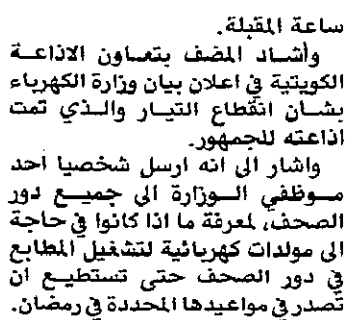 ساعة المقبلة.
وأشاد المضف بتعاون الاذاعة
الكويتية في اعلان بيان وزارة الكهرباء
بشان انقطاع التيار والذي تمت
اذاعته للجمهور.
واشار الى انه ارسل شخصيا احد
موظفي الوزارة الى جميع دور
الصحف، لمعرفة ما اذا كانوا في حاجة
الى مولدات كهربائية لتشغيل المطابع
في دور الصحف حتى تستطيع ان
تصدر في مواعيدها المحددة في رمضان.